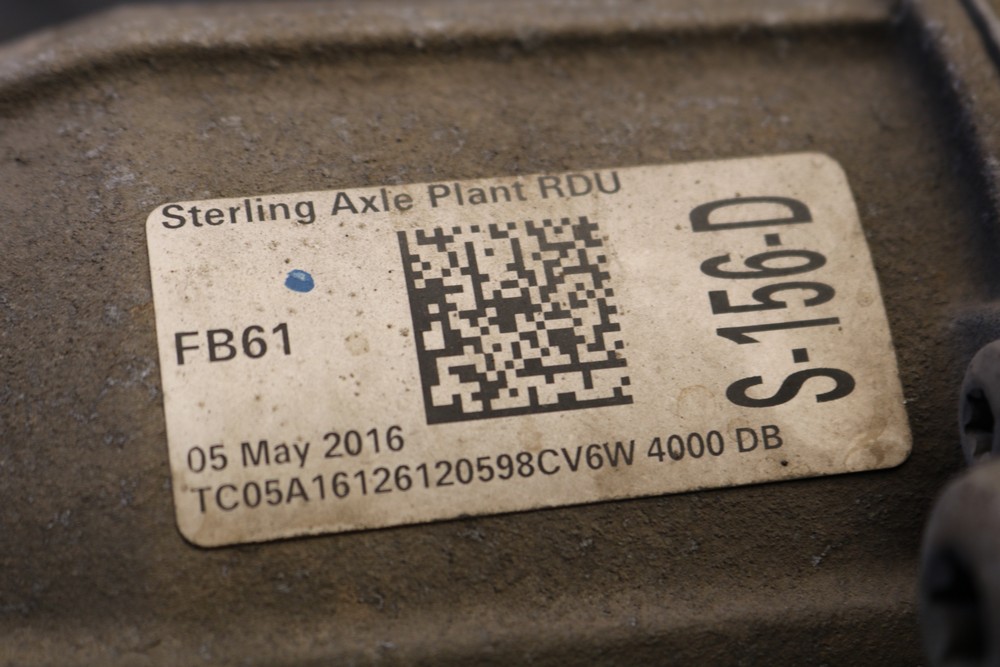 Sterling Axle Plant RDU
FB61
S-156-D
05 May 2016
TC05A16126120598CV6W 4000 DB